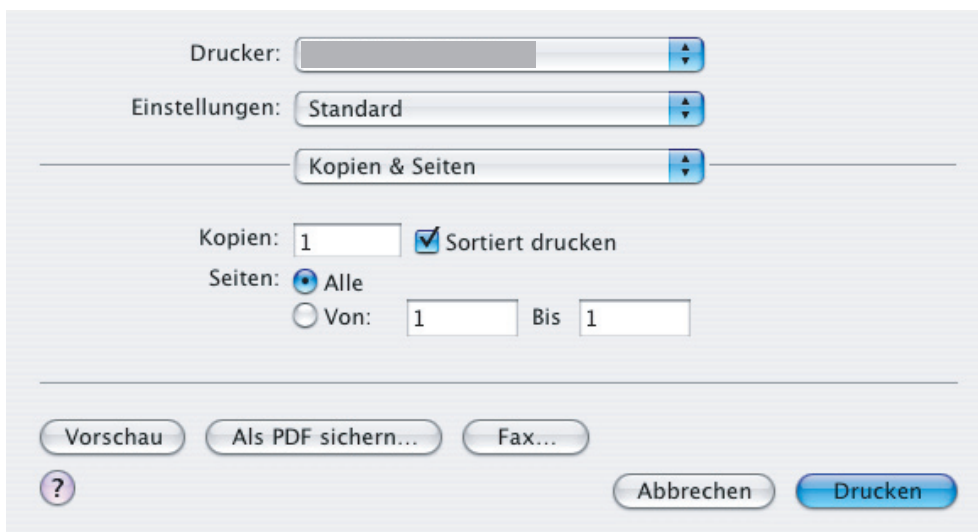 Drucker:
Einstellungen: Standard
Kopien & Seiten
Kopien: 1 Sortiert drucken
Seiten: Alle
Von: 1 Bis 1
Vorschau Als PDF sichern... Fax...
? Abbrechen Drucken